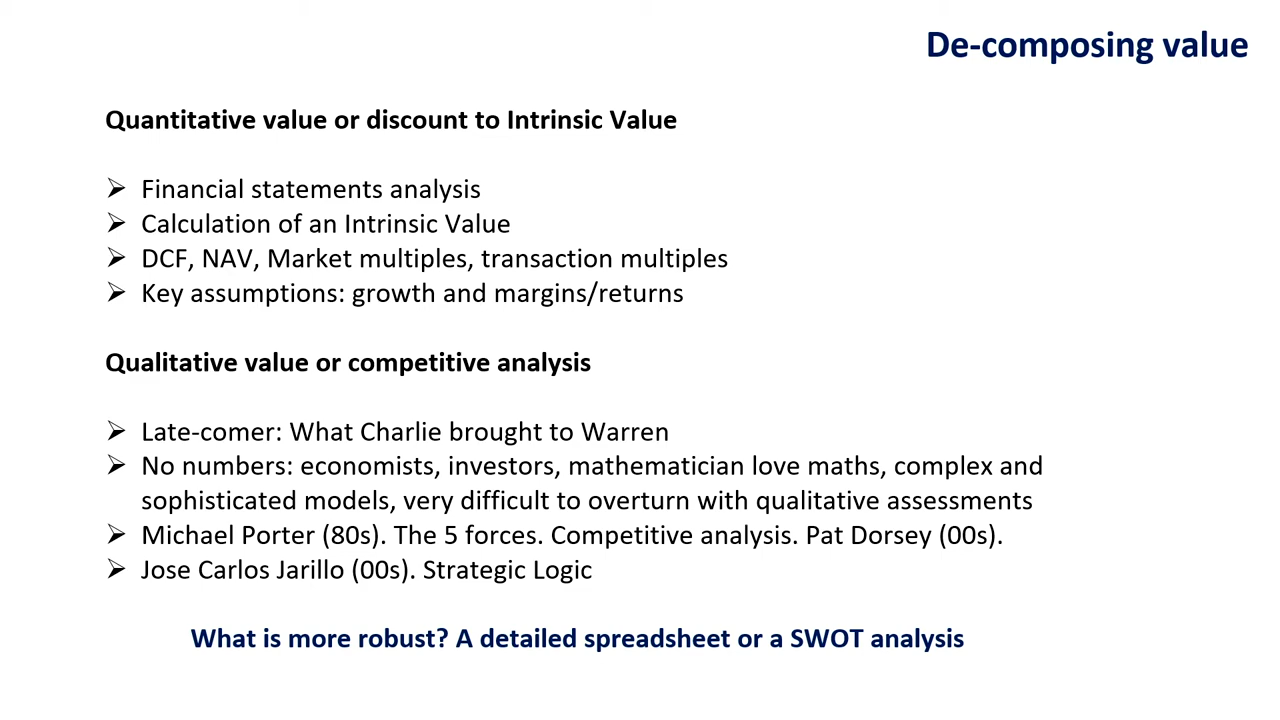 De-composing value
Quantitative value or discount to Intrinsic Value
➢ Financial statements analysis
➢ Calculation of an Intrinsic Value
➢ DCF, NAV, Market multiples, transaction multiples
➢ Key assumptions: growth and margins/returns
Qualitative value or competitive analysis
➢ Late-comer: What Charlie brought to Warren
➢ No numbers: economists, investors, mathematician love maths, complex and
sophisticated models, very difficult to overturn with qualitative assessments
➢ Michael Porter (80s). The 5 forces. Competitive analysis. Pat Dorsey (00s).
➢ Jose Carlos Jarillo (00s). Strategic Logic
What is more robust? A detailed spreadsheet or a SWOT analysis